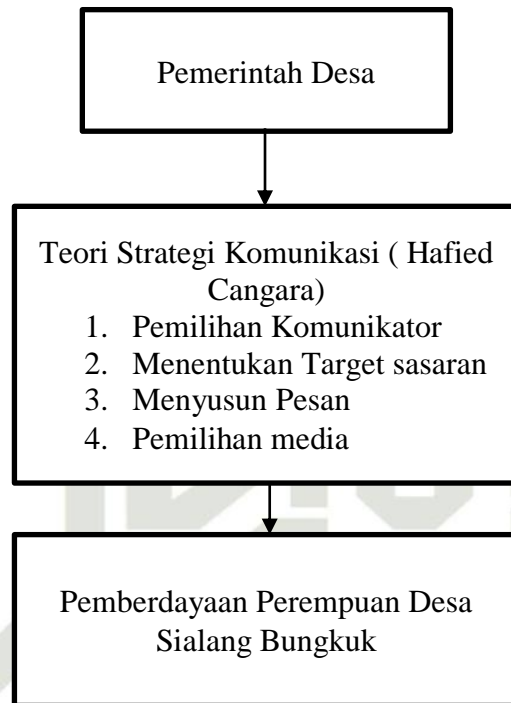 Pemerintah Desa
Teori Strategi Komunikasi ( Hafied
Cangara)
1. Pemilihan Komunikator
2. Menentukan Target sasaran
3. Menyusun Pesan
4. Pemilihan media
Pemberdayaan Perempuan Desa
Sialang Bungkuk